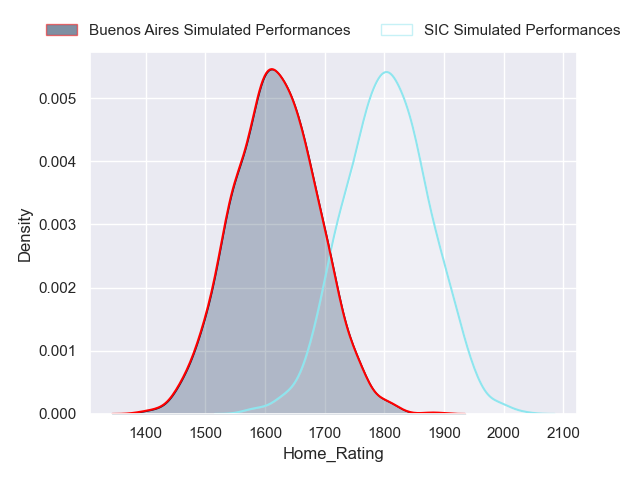 Buenos Aires Simulated Performances SIC Simulated Performances
0.005
0.004
0.003
0.002
0.001
0.000
Density
1400 1500 1600 1700 1800 1900 2000 2100
Home_Rating